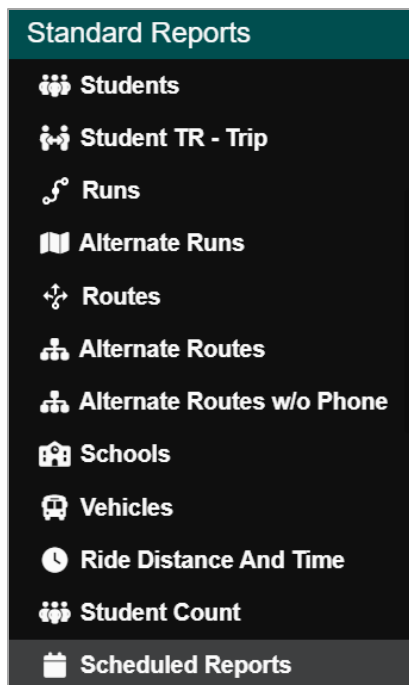 Standard Reports
Students
Student TR - Trip
Runs
Alternate Runs
Routes
Alternate Routes
Alternate Routes w/o Phone
Schools
Vehicles
Ride Distance And Time
Student Count
Scheduled Reports